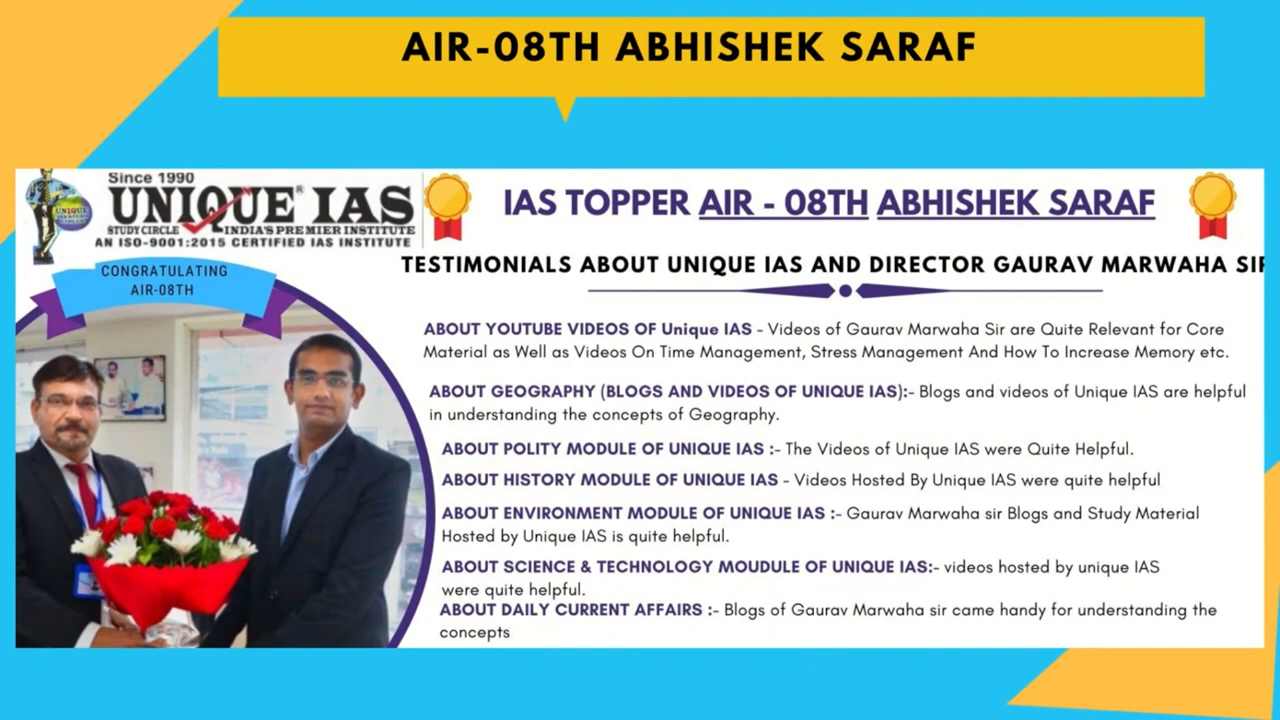 AIR-08TH ABHISHEK SARAF
Since 1990
UNIQUE® IAS
STUDY CIRCLE INDIA'S PREMIER INSTITUTE
AN ISO-9001:2015 CERTIFIED IAS INSTITUTE
UNIQUE
CONGRATULATING
AIR-08TH
IAS TOPPER AIR - 08TH ABHISHEK SARAF
TESTIMONIALS ABOUT UNIQUE IAS AND DIRECTOR GAURAV MARWAHA
ABOUT YOUTUBE VIDEOS OF Unique IAS - Videos of Gaurav Marwaha Sir are Quite Relevant for Core
Material as Well as Videos On Time Management, Stress Management And How To Increase Memory etc.
ABOUT GEOGRAPHY (BLOGS AND VIDEOS OF UNIQUE IAS):- Blogs and videos of Unique IAS are helpful
in understanding the concepts of Geography.
ABOUT POLITY MODULE OF UNIQUE IAS :- The Videos of Unique IAS were Quite Helpful.
ABOUT HISTORY MODULE OF UNIQUE IAS - Videos Hosted By Unique IAS were quite helpful
ABOUT ENVIRONMENT MODULE OF UNIQUE IAS :- Gaurav Marwaha sir Blogs and Study Material
Hosted by Unique IAS is quite helpful.
ABOUT SCIENCE & TECHNOLOGY MOUDULE OF UNIQUE IAS:- videos hosted by unique IAS
were quite helpful.
ABOUT DAILY CURRENT AFFAIRS :- Blogs of Gaurav Marwaha sir came handy for understanding the
concepts